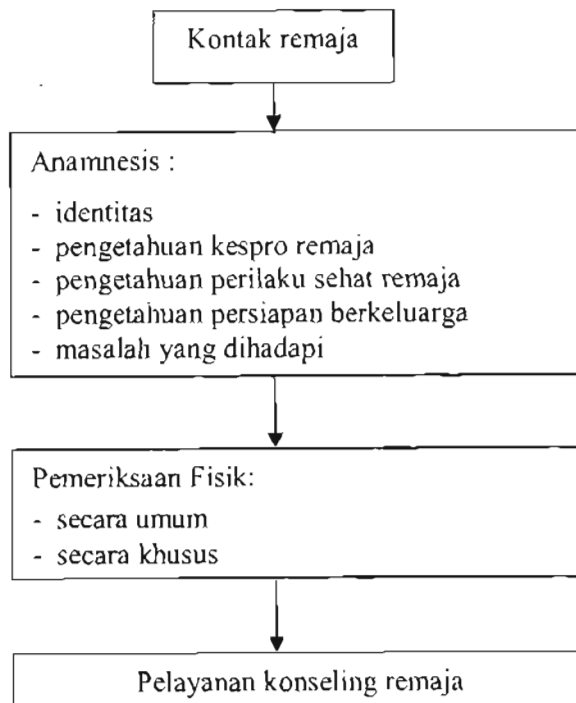 Kontak remaja
Anamnesis :
- identitas
- pengetahuan kespro remaja
- pengetahuan perilaku sehat remaja
- pengetahuan persiapan berkeluarga
- masalah yang dihadapi
Pemeriksaan Fisik:
- secara umum
- secara khusus
Pelayanan konseling remaja